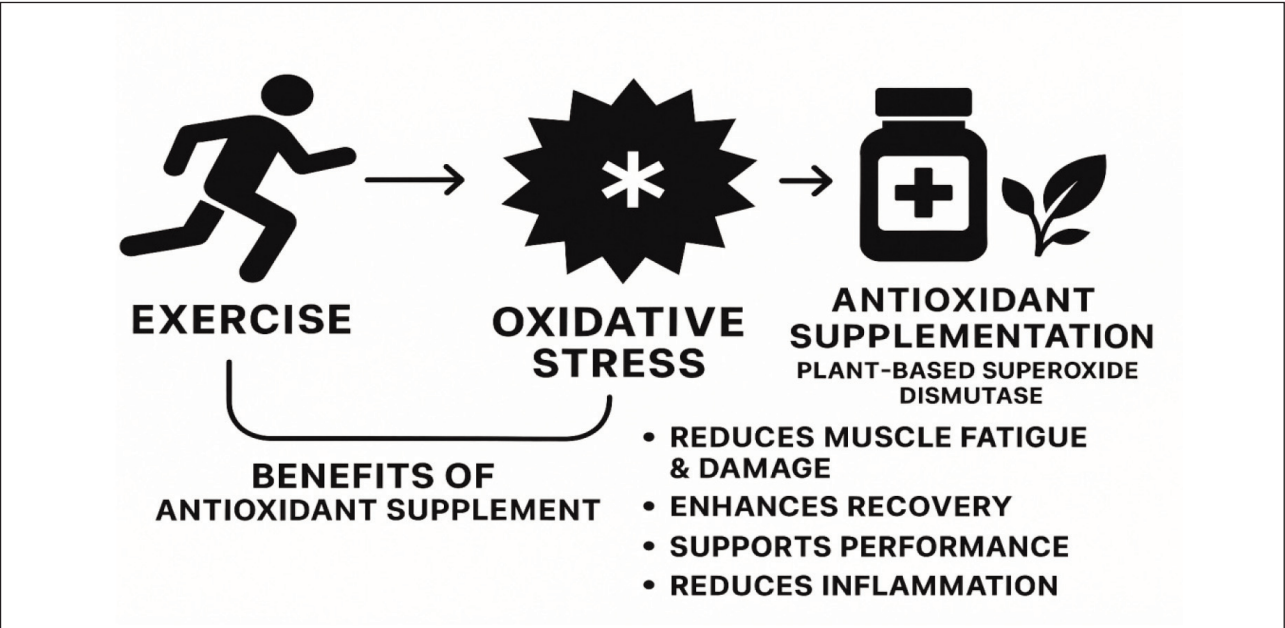 EXERCISE
OXIDATIVE
STRESS
ANTIOXIDANT
SUPPLEMENTATION
PLANT-BASED SUPEROXIDE
DISMUTASE
BENEFITS OF
ANTIOXIDANT SUPPLEMENT
• REDUCES MUSCLE FATIGUE
& DAMAGE
• ENHANCES RECOVERY
• SUPPORTS PERFORMANCE
• REDUCES INFLAMMATION